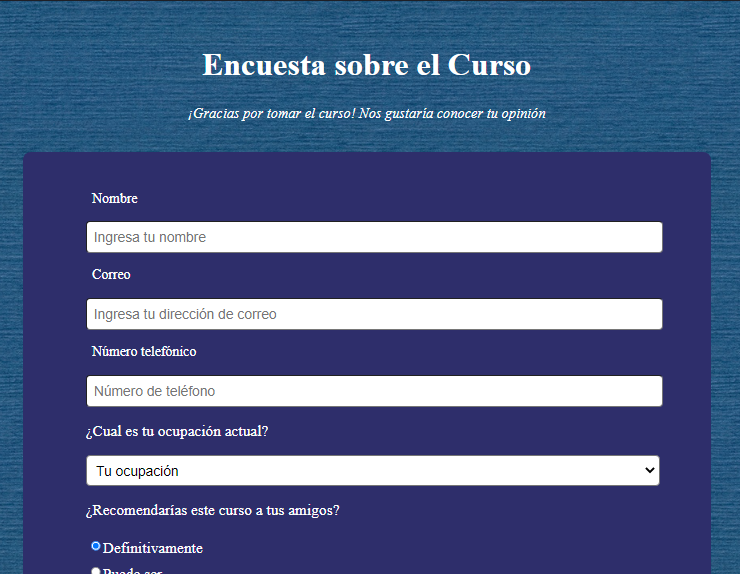 Encuesta sobre el Curso
¡Gracias por tomar el curso! Nos gustaría conocer tu opinión
Nombre
Ingresa tu nombre
Correo
Ingresa tu dirección de correo
Número telefónico
Número de teléfono
¿Cual es tu ocupación actual?
Tu ocupación
¿Recomendarías este curso a tus amigos?
Definitivamente
Puede ser